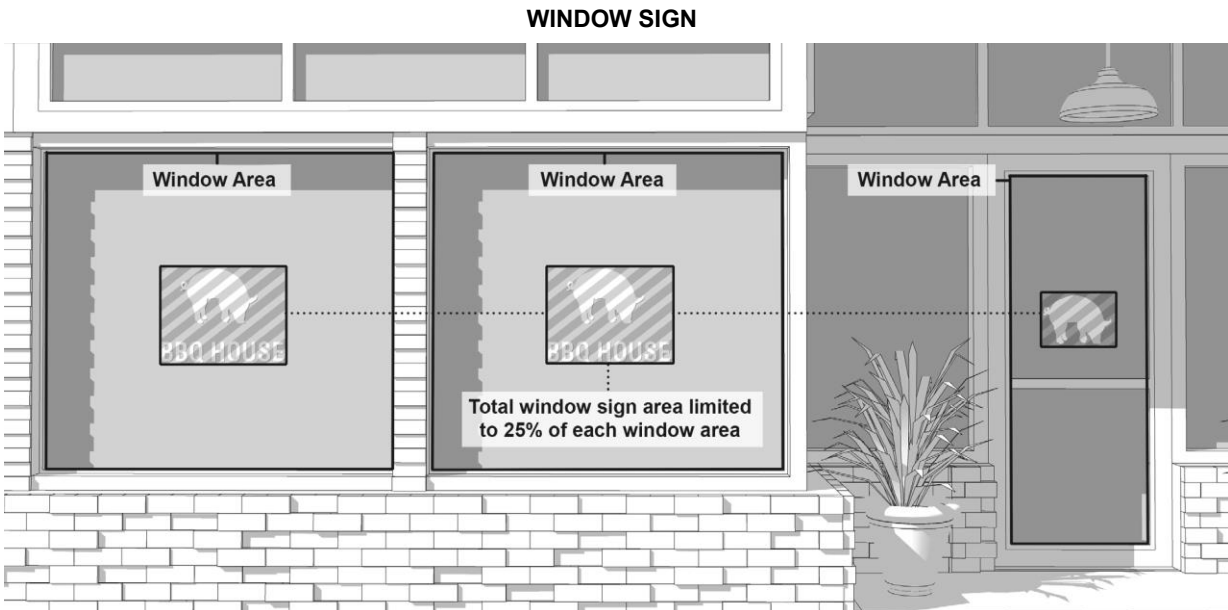 WINDOW SIGN
Window Area
Window Area
Window Area
BBQ HOUSE
BBQ HOUSE
Total window sign area limited
to 25% of each window area